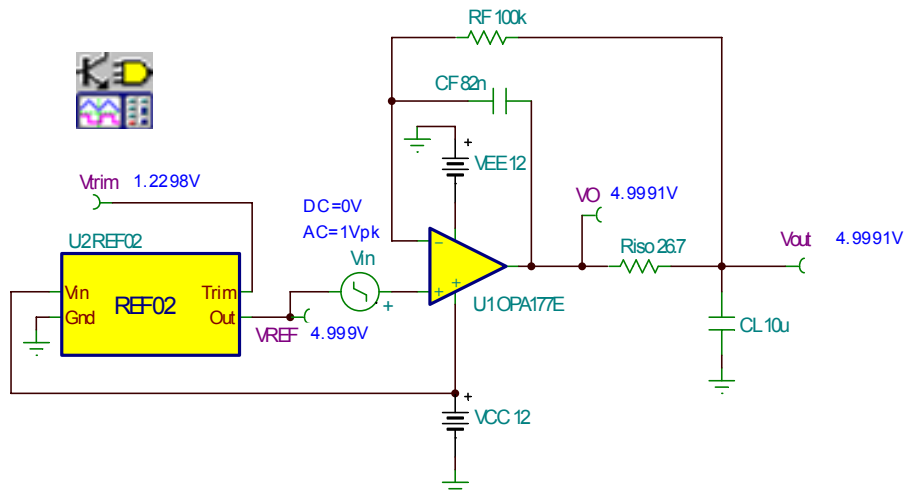 RF 100k
CF 82n
VEE 12
Vtrim 1.2298V
DC=0V
AC=1Vpk
Vin
VO 4.9991V
Vout 4.9991V
Riso 26.7
U2 REF02
REF02
Vin
Gnd
Trim
Out
VREF 4.999V
U1 OPA177E
CL 10u
VCC 12